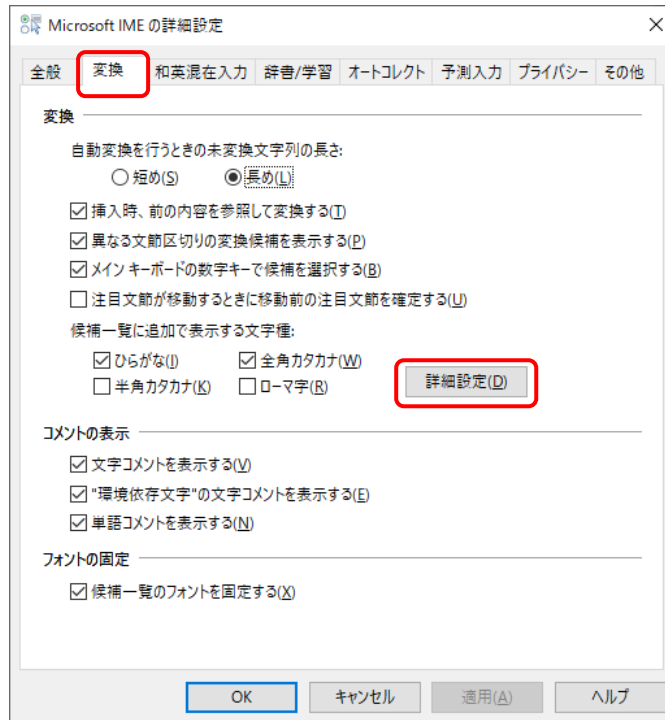 Microsoft IME の詳細設定
全般 変換 和英混在入力 辞書/学習 オートコレクト 予測入力 プライバシー その他
変換
自動変換を行うときの未変換文字列の長さ:
短め(S) 長め(L)
挿入時、前の内容を参照して変換する(T)
異なる文節区切りの変換候補を表示する(P)
メイン キーボードの数字キーで候補を選択する(B)
注目文節が移動するときに移動前の注目文節を確定する(U)
候補一覧に追加で表示する文字種:
ひらがな(I) 全角カタカナ(W)
半角カタカナ(K) ローマ字(R)
詳細設定(D)
コメントの表示
文字コメントを表示する(V)
"環境依存文字"の文字コメントを表示する(E)
単語コメントを表示する(N)
フォントの固定
候補一覧のフォントを固定する(X)
OK キャンセル 適用(A) ヘルプ